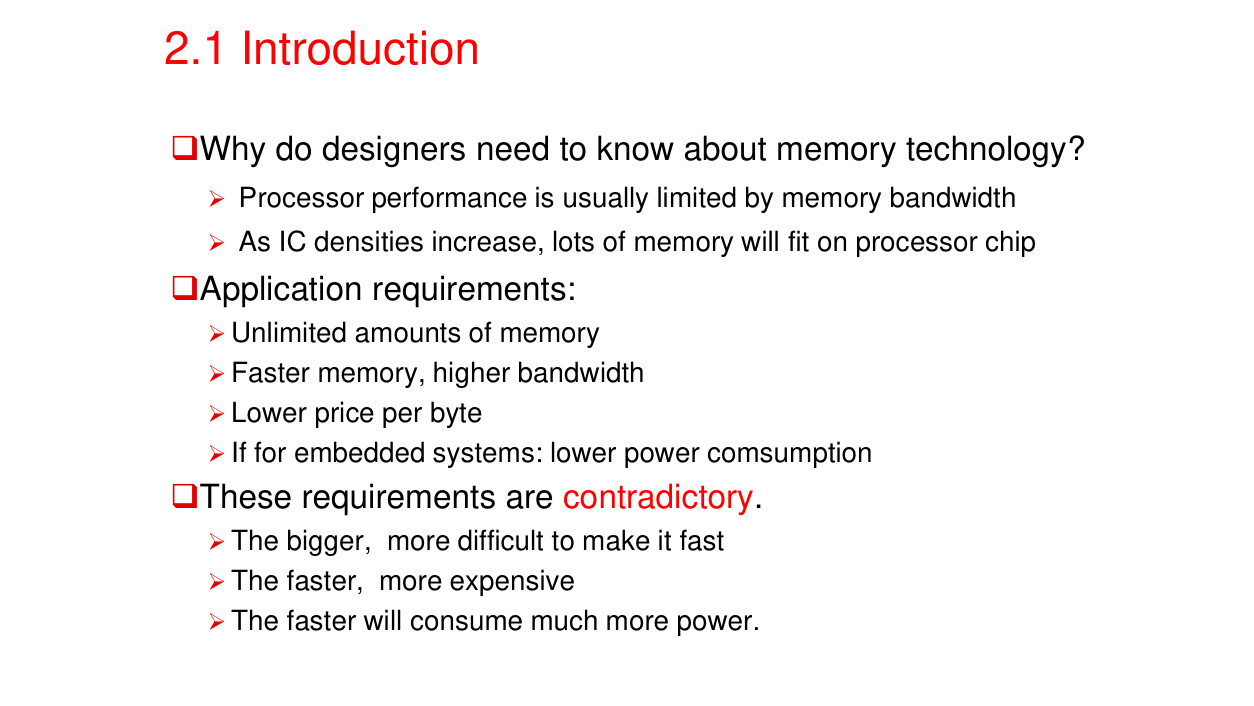 2.1 Introduction
Why do designers need to know about memory technology?
Processor performance is usually limited by memory bandwidth
As IC densities increase, lots of memory will fit on processor chip
Application requirements:
Unlimited amounts of memory
Faster memory, higher bandwidth
Lower price per byte
If for embedded systems: lower power comsumption
These requirements are contradictory.
The bigger,  more difficult to make it fast
The faster,  more expensive
The faster will consume much more power.